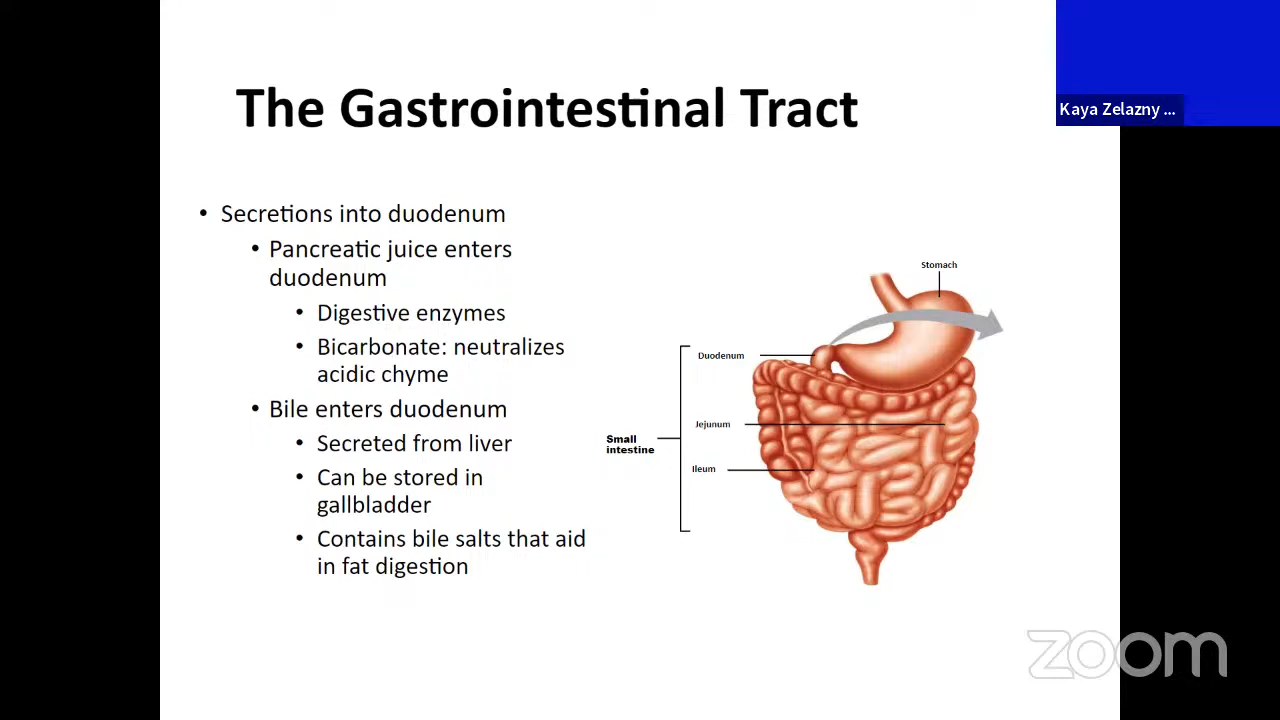 The Gastrointestinal Tract
Kaya Zelazny ...
• Secretions into duodenum
• Pancreatic juice enters
duodenum
• Digestive enzymes
• Bicarbonate: neutralizes
acidic chyme
• Bile enters duodenum
• Secreted from liver
• Can be stored in
gallbladder
• Contains bile salts that aid
in fat digestion
Stomach
Duodenum
Jejunum
Small
intestine
Ileum
zoom